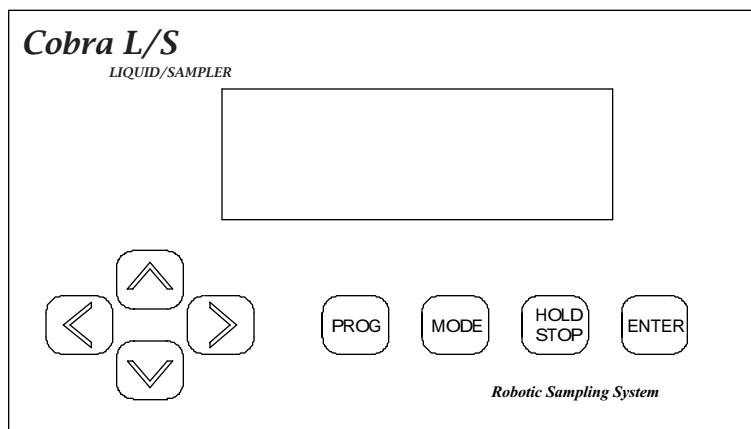 Cobra L/S
LIQUID/SAMPLER
PROG
MODE
HOLD
STOP
ENTER
Robotic Sampling System